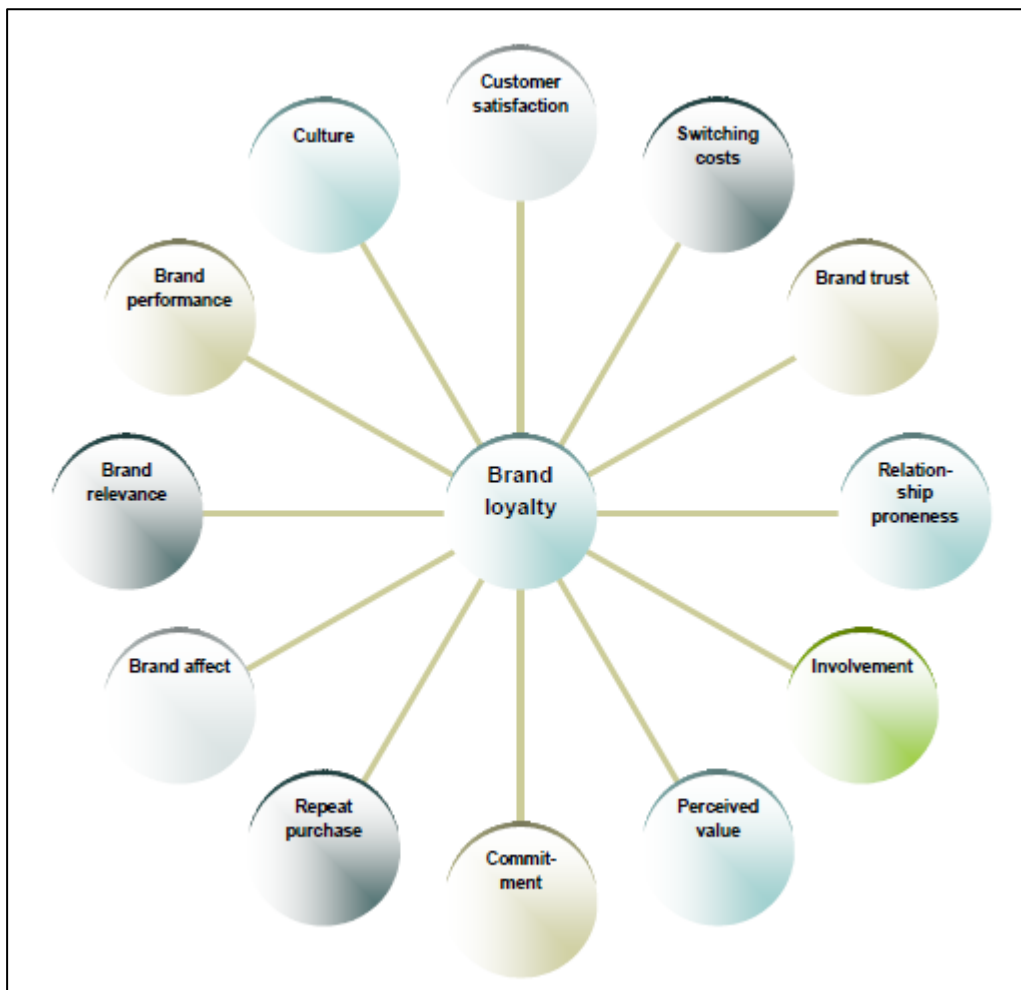 Customer
satisfaction
Switching
costs
Brand trust
Relation-
ship
proneness
Involvement
Perceived
value
Commit-
ment
Repeat
purchase
Brand affect
Brand
relevance
Brand
performance
Culture
Brand
loyalty